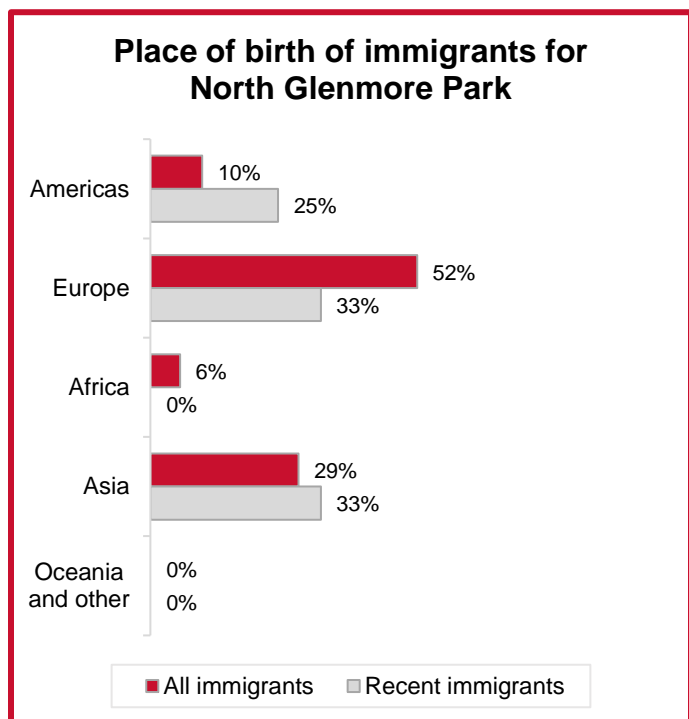 Place of birth of immigrants for
North Glenmore Park
Americas
10%
25%
Europe
52%
33%
Africa
6%
0%
Asia
29%
33%
Oceania
and other
0%
0%
All immigrants
Recent immigrants